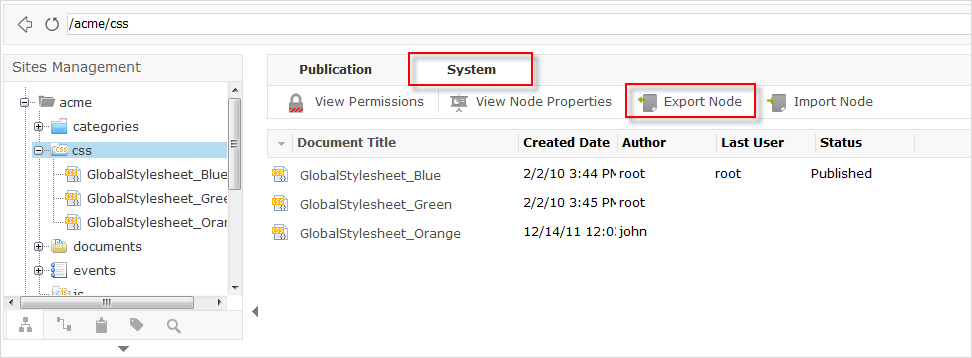 /acme/css
Sites Management
acme
categories
css
GlobalStylesheet_Blue
GlobalStylesheet_Gree
GlobalStylesheet_Oran
documents
events
js
Publication System
View Permissions View Node Properties Export Node Import Node
Document Title Created Date Author Last User Status
GlobalStylesheet_Blue 2/2/10 3:44 PM root root Published
GlobalStylesheet_Green 2/2/10 3:45 PM root
GlobalStylesheet_Orange 12/14/11 12:0 john